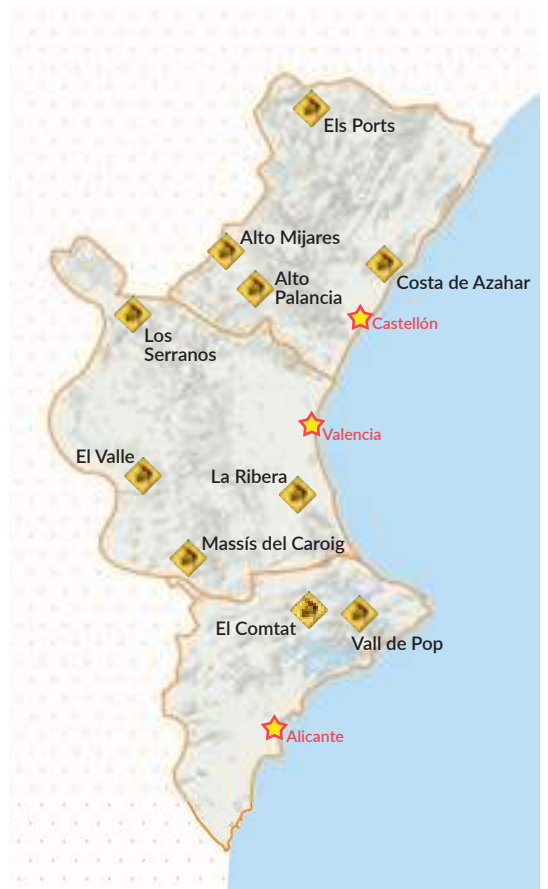 Els Ports
Alto Mijares
Alto
Palancia
Costa de Azahar
Castellón
Los
Serranos
Valencia
El Valle
La Ribera
Massís del Caroig
El Comtat
Vall de Pop
Alicante